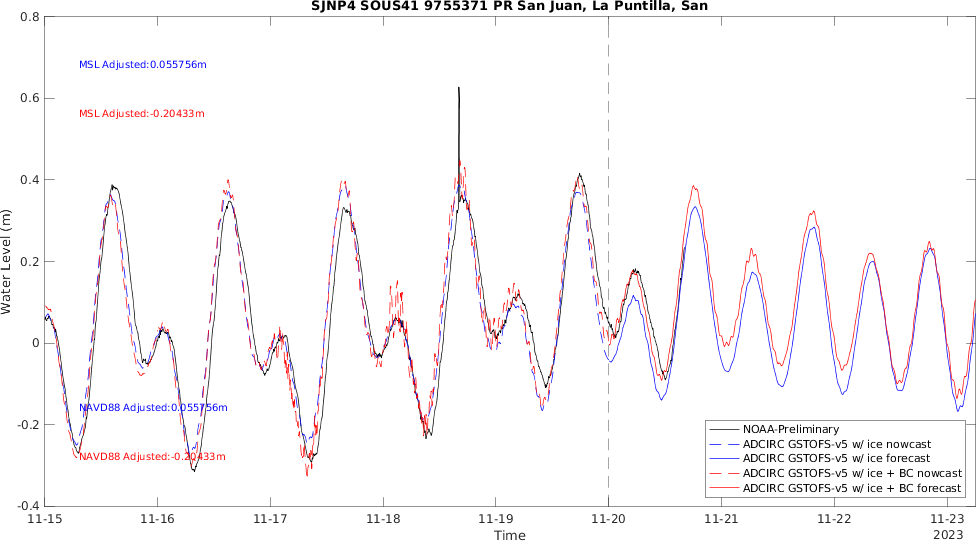 SJNP4 SOUS41 9755371 PR San Juan, La Puntilla, San
0.8
0.6
0.4
0.2
0
-0.2
-0.4
Water Level (m)
MSL Adjusted:0.055756m
MSL Adjusted:-0.20433m
NAVD88 Adjusted:0.055756m
NAVD88 Adjusted:-0.20433m
NOAA-Preliminary
ADCIRC GSTOFS-v5 w/ ice nowcast
ADCIRC GSTOFS-v5 w/ ice forecast
ADCIRC GSTOFS-v5 w/ ice + BC nowcast
ADCIRC GSTOFS-v5 w/ ice + BC forecast
11-15 11-16 11-17 11-18 11-19 11-20 11-21 11-22 11-23
Time
2023